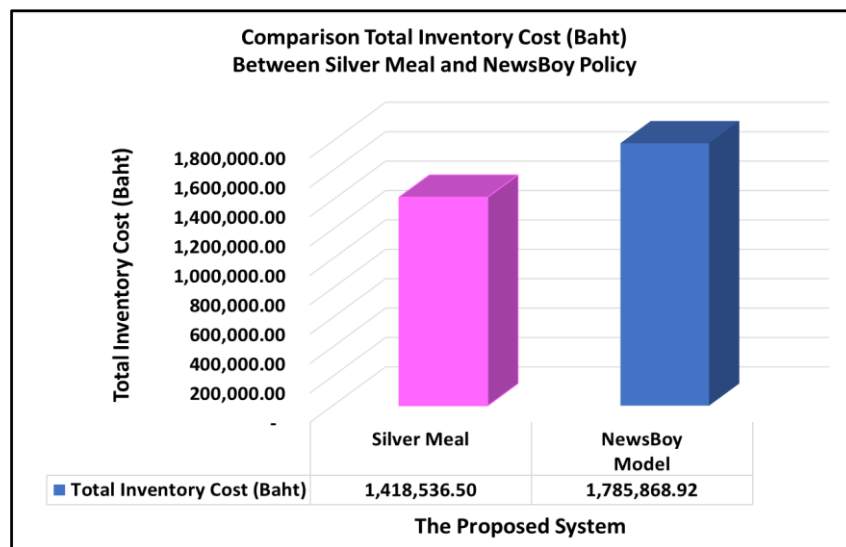 Comparison Total Inventory Cost (Baht)
Between Silver Meal and NewsBoy Policy
Total Inventory Cost (Baht)
1,800,000.00
1,600,000.00
1,400,000.00
1,200,000.00
1,000,000.00
800,000.00
600,000.00
400,000.00
200,000.00
-
Silver Meal
NewsBoy
Model
Total Inventory Cost (Baht) 1,418,536.50 1,785,868.92
The Proposed System